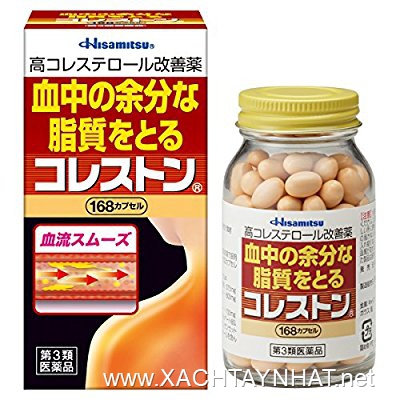 Hisamitsu®
高コレステロール改善薬
血中の余分な
脂質をとる
コレストン®
168カプセル
血流スムーズ
第3類
医薬品
Hisamitsu
高コレステロール改善薬
血中の余分な
脂質をとる
コレストン®
168カプセル
第3類医薬品
www.XACHTAYNHAT.net